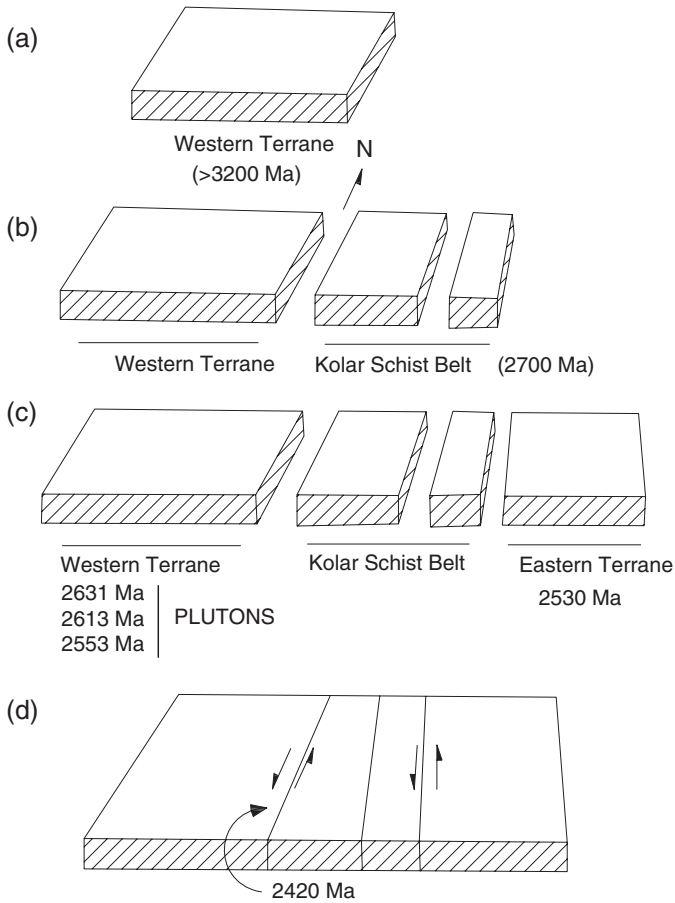 (a)
Western Terrane
(>3200 Ma)
N
(b)
Western Terrane
Kolar Schist Belt
(2700 Ma)
(c)
Western Terrane
2631 Ma
2613 Ma
2553 Ma
PLUTONS
Kolar Schist Belt
Eastern Terrane
2530 Ma
(d)
2420 Ma